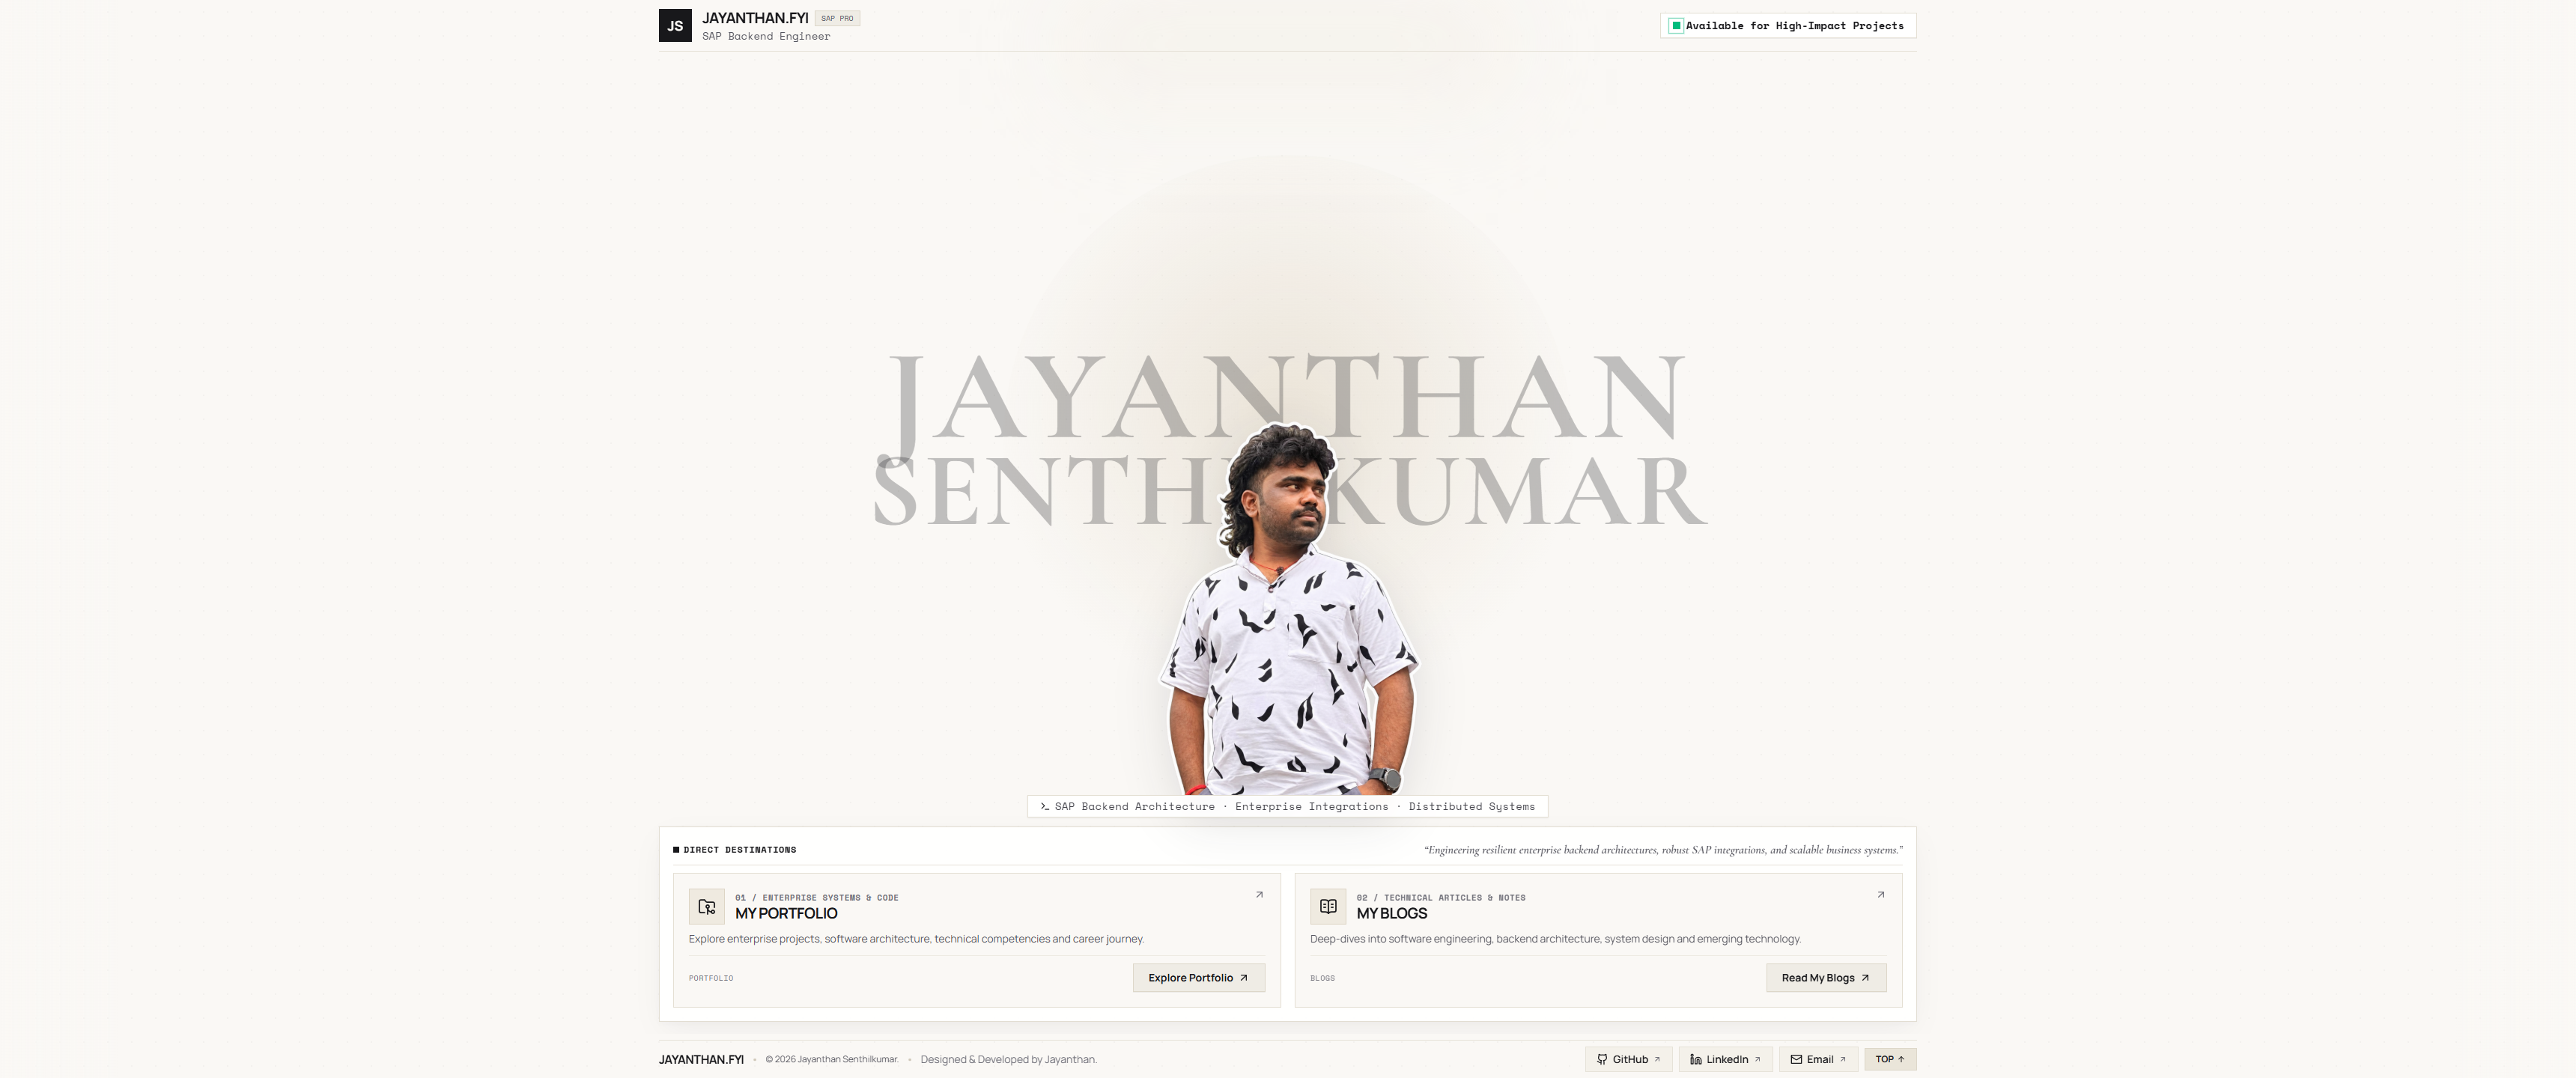 JS
JAYANTHAN.FYI SAP PRO
SAP Backend Engineer
Available for High-Impact Projects
JAYANTHAN
SENTH KUMAR
SAP Backend Architecture · Enterprise Integrations · Distributed Systems
DIRECT DESTINATIONS
“Engineering resilient enterprise backend architectures, robust SAP integrations, and scalable business systems.”
01 / ENTERPRISE SYSTEMS & CODE
MY PORTFOLIO
Explore enterprise projects, software architecture, technical competencies and career journey.
PORTFOLIO
Explore Portfolio
02 / TECHNICAL ARTICLES & NOTES
MY BLOGS
Deep-dives into software engineering, backend architecture, system design and emerging technology.
BLOGS
Read My Blogs
JAYANTHAN.FYI • © 2026 Jayanthan Senthilkumar. • Designed & Developed by Jayanthan.
GitHub ↗ LinkedIn ↗ Email ↗ TOP ↑